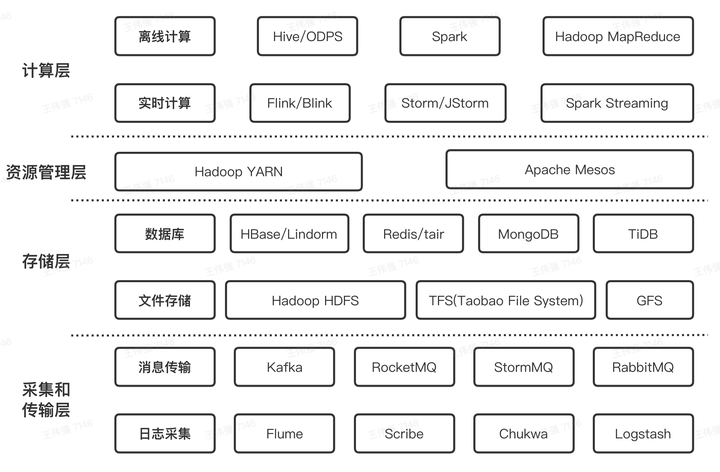 离线计算 Hive/ODPS Spark Hadoop MapReduce
计算层
实时计算 Flink/Blink Storm/JStorm Spark Streaming
资源管理层 Hadoop YARN Apache Mesos
数据库 HBase/Lindorm Redis/tair MongoDB TiDB
存储层
文件存储 Hadoop HDFS TFS(Taobao File System) GFS
消息传输 Kafka RocketMQ StormMQ RabbitMQ
采集和
传输层
日志采集 Flume Scribe Chukwa Logstash
王伟强 7146